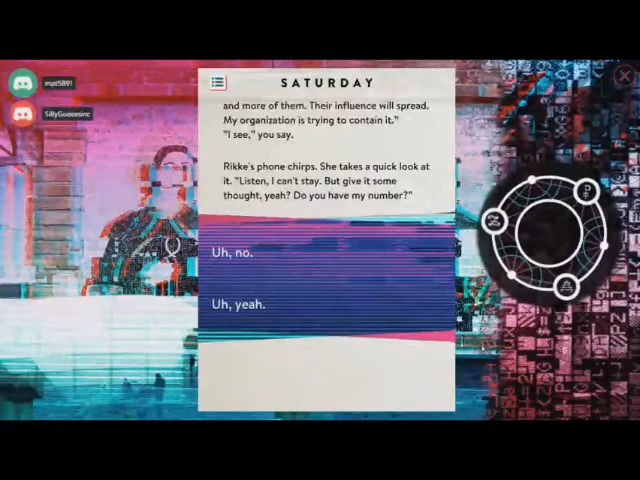 mat5891
SillyGoosesinc
SATURDAY
and more of them. Their influence will spread.
My organization is trying to contain it."
"I see," you say.
Rikke's phone chirps. She takes a quick look at
it. "Listen, I can't stay. But give it some
thought, yeah? Do you have my number?"
Uh, no.
Uh, yeah.